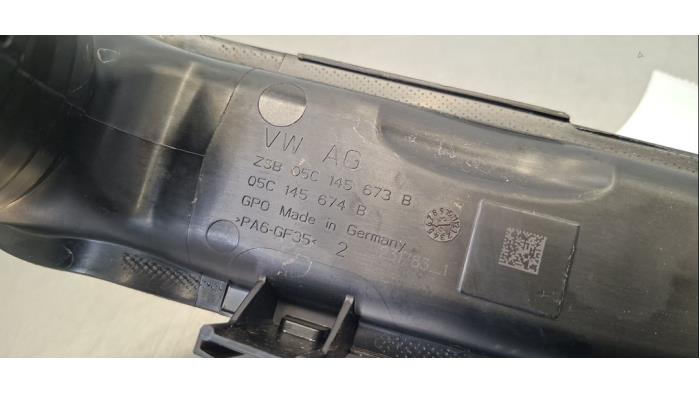 VW AG
ZSB 05C 145 673 B
05C 145 674 B
GPO Made in Germany
>PA6-GF35< 2